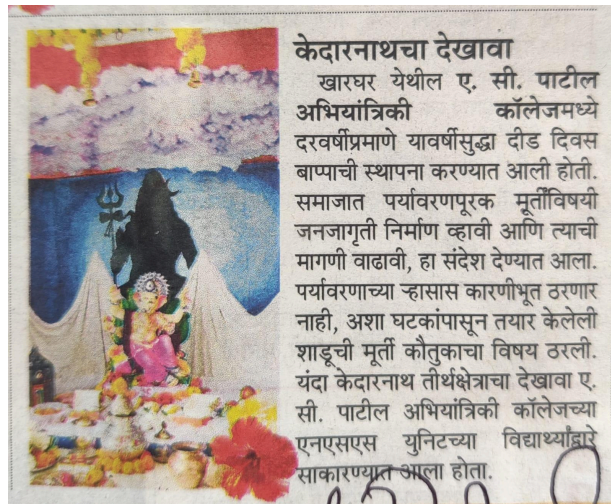 केदारनाथचा देखावा
खारघर येथील ए. सी. पाटील
अभियांत्रिकी कॉलेजमध्ये
दरवर्षीप्रमाणे यावर्षीसुद्धा दीड दिवस
बाप्पाची स्थापना करण्यात आली होती.
समाजात पर्यावरणपूरक मूर्तींविषयी
जनजागृती निर्माण व्हावी आणि त्याची
मागणी वाढावी, हा संदेश देण्यात आला.
पर्यावरणाच्या ऱ्हासास कारणीभूत ठरणार
नाही, अशा घटकांपासून तयार केलेली
शाडूची मूर्ती कौतुकाचा विषय ठरली.
यंदा केदारनाथ तीर्थक्षेत्राचा देखावा ए.
सी. पाटील अभियांत्रिकी कॉलेजच्या
एनएसएस युनिटच्या विद्यार्थ्यांद्वारे
साकारण्यात आला होता.